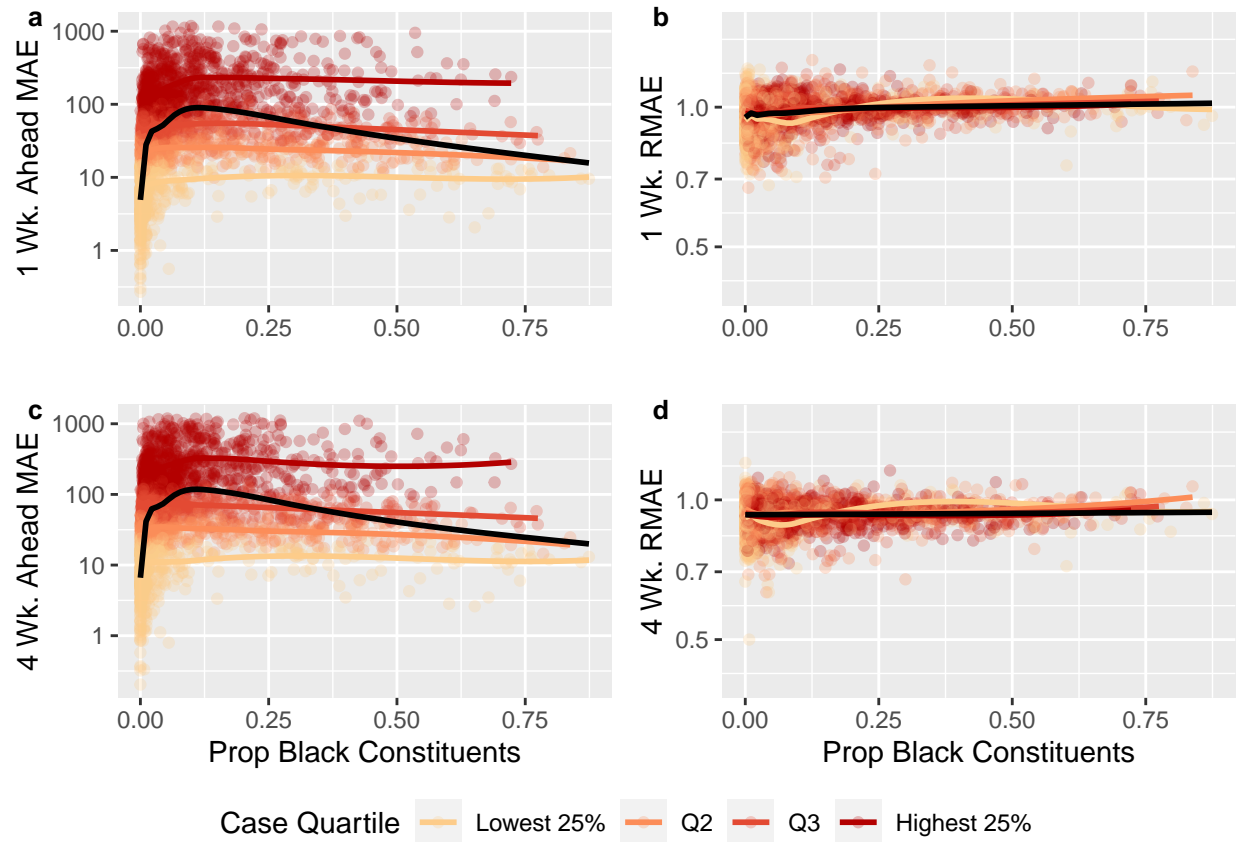 a
1 Wk. Ahead MAE
1000
100
10
1
0.00 0.25 0.50 0.75
b
1 Wk. RMAE
1.0
0.7
0.5
0.00 0.25 0.50 0.75
c
4 Wk. Ahead MAE
1000
100
10
1
0.00 0.25 0.50 0.75
Prop Black Constituents
d
4 Wk. RMAE
1.0
0.7
0.5
0.00 0.25 0.50 0.75
Prop Black Constituents
Case Quartile Lowest 25% Q2 Q3 Highest 25%